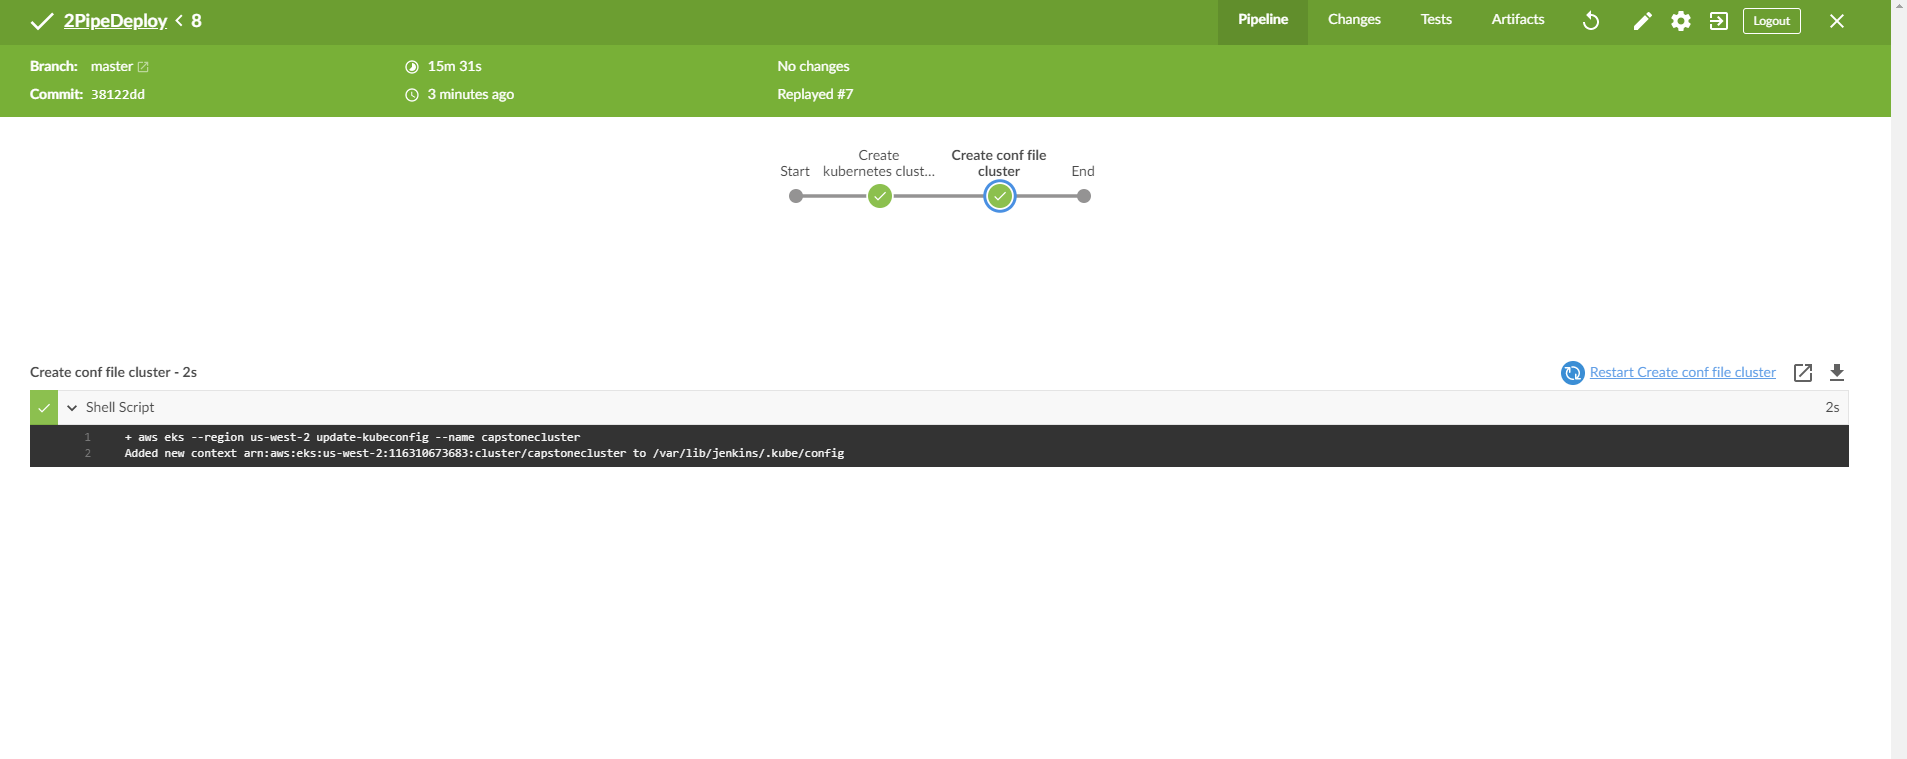 2PipeDeploy < 8
Pipeline Changes Tests Artifacts Logout
Branch: master 15m 31s No changes
Commit: 38122dd 3 minutes ago Replayed #7
Start
Create
kubernetes clust...
Create conf file
cluster
End
Create conf file cluster - 2s
Restart Create conf file cluster
Shell Script 2s
1 + aws eks --region us-west-2 update-kubeconfig --name capstonecluster
2 Added new context arn:aws:eks:us-west-2:116310673683:cluster/capstonecluster to /var/lib/jenkins/.kube/config